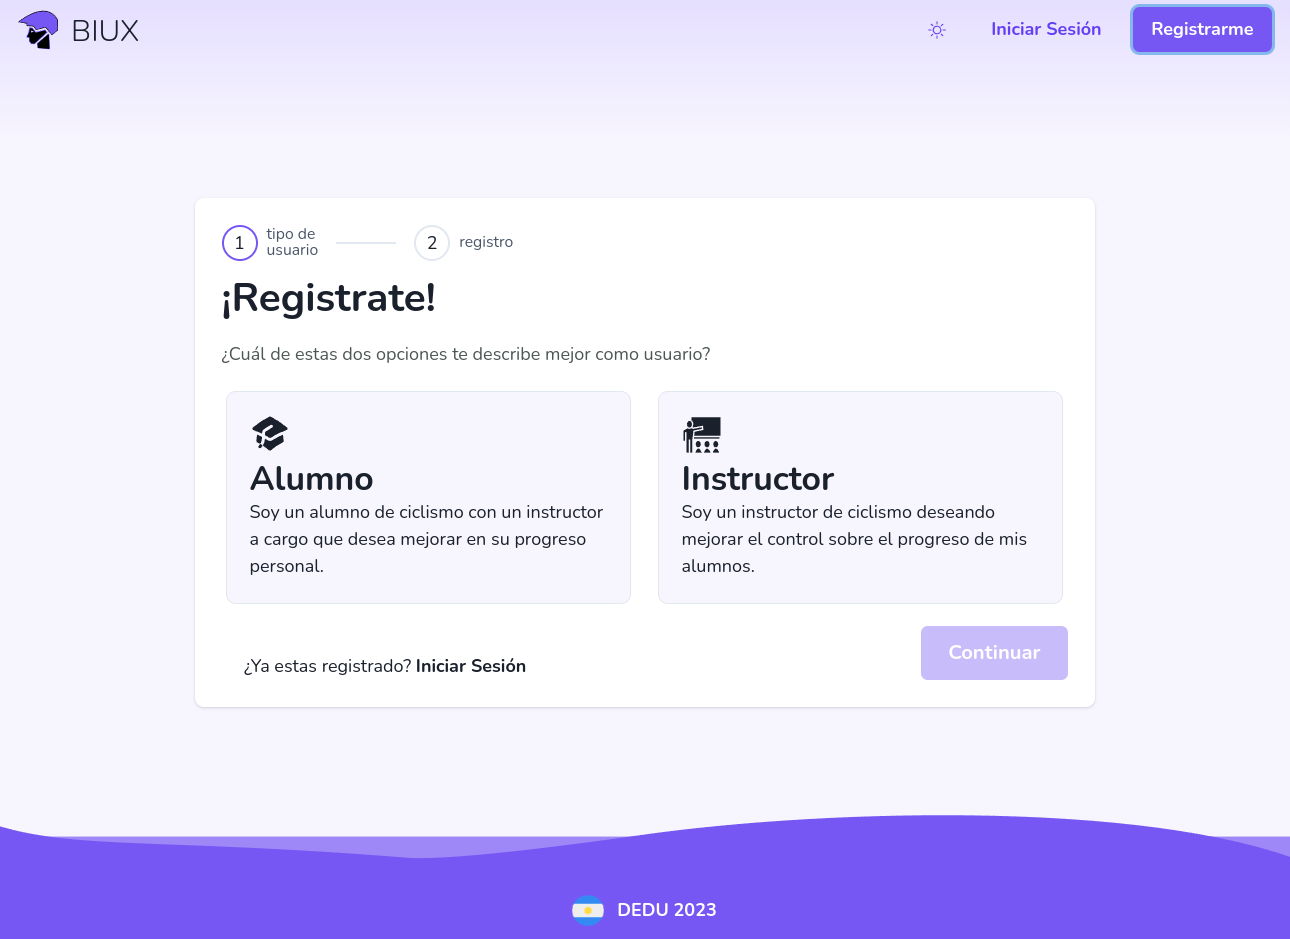 BIUX
Iniciar Sesión
Registrarme
1
tipo de
usuario
2
registro
¡Registrate!
¿Cuál de estas dos opciones te describe mejor como usuario?
Alumno
Soy un alumno de ciclismo con un instructor
a cargo que desea mejorar en su progreso
personal.
Instructor
Soy un instructor de ciclismo deseando
mejorar el control sobre el progreso de mis
alumnos.
¿Ya estas registrado? Iniciar Sesión
Continuar
DEDU 2023